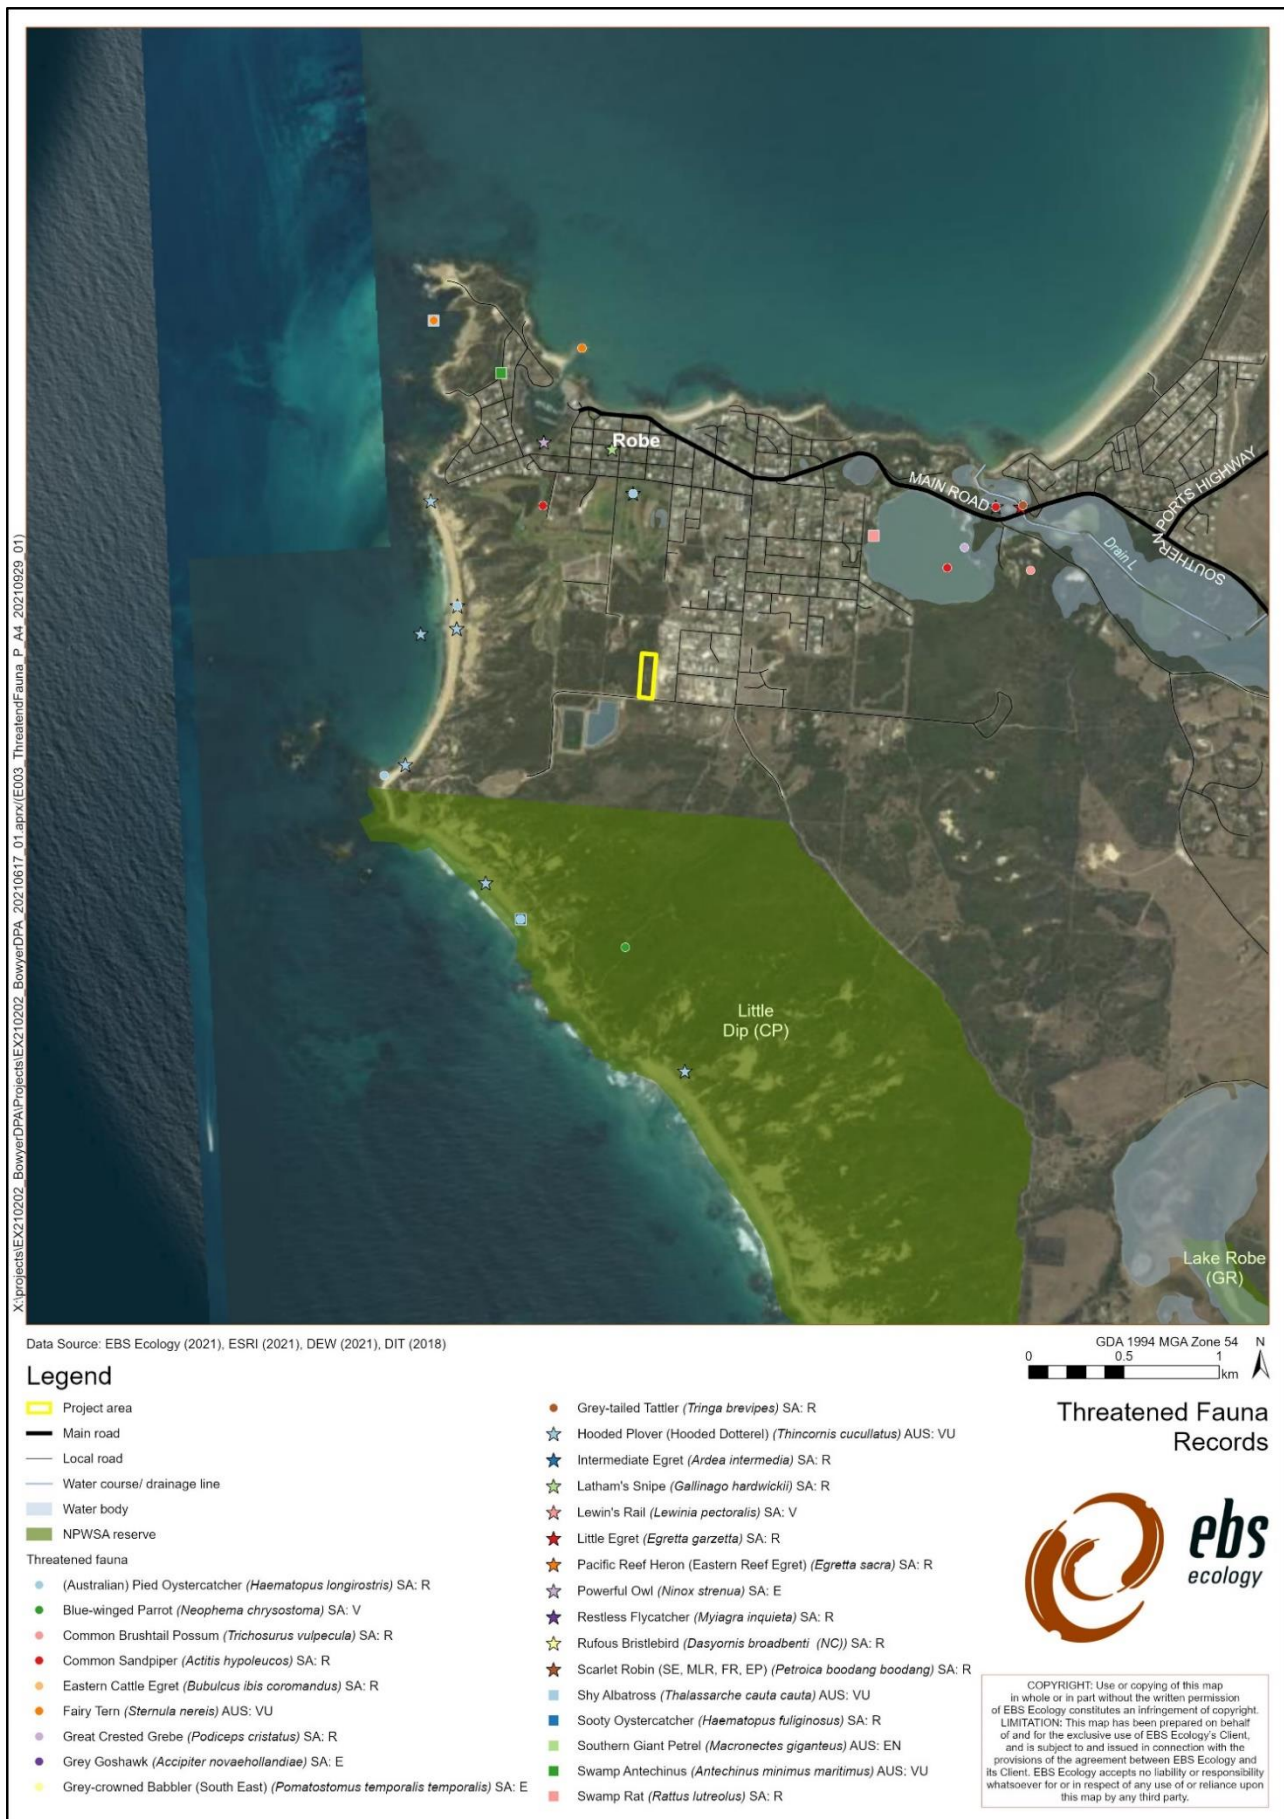 X:\projects\EX210202_BowyerDPA\Projects\EX210202_BowyerDPA_20210617_01.aprx/(E003_ThreatendFauna_P_A4_20210929_01)
Robe
MAIN ROAD
SOUTHERN PORTS HIGHWAY
Drain L
Little
Dip (CP)
Lake Robe
(GR)
Data Source: EBS Ecology (2021), ESRI (2021), DEW (2021), DIT (2018)
GDA 1994 MGA Zone 54
N
0 0.5 1
km
Legend
Project area
Main road
Local road
Water course/ drainage line
Water body
NPWSA reserve
Threatened fauna
(Australian) Pied Oystercatcher (Haematopus longirostris) SA: R
Blue-winged Parrot (Neophema chrysostoma) SA: V
Common Brushtail Possum (Trichosurus vulpecula) SA: R
Common Sandpiper (Actitis hypoleucos) SA: R
Eastern Cattle Egret (Bubulcus ibis coromandus) SA: R
Fairy Tern (Sternula nereis) AUS: VU
Great Crested Grebe (Podiceps cristatus) SA: R
Grey Goshawk (Accipiter novaehollandiae) SA: E
Grey-crowned Babbler (South East) (Pomatostomus temporalis temporalis) SA: E
Grey-tailed Tattler (Tringa brevipes) SA: R
Hooded Plover (Hooded Dotterel) (Thincornis cucullatus) AUS: VU
Intermediate Egret (Ardea intermedia) SA: R
Latham's Snipe (Gallinago hardwickii) SA: R
Lewin's Rail (Lewinia pectoralis) SA: V
Little Egret (Egretta garzetta) SA: R
Pacific Reef Heron (Eastern Reef Egret) (Egretta sacra) SA: R
Powerful Owl (Ninox strenua) SA: E
Restless Flycatcher (Myiagra inquieta) SA: R
Rufous Bristlebird (Dasyornis broadbenti (NC)) SA: R
Scarlet Robin (SE, MLR, FR, EP) (Petroica boodang boodang) SA: R
Shy Albatross (Thalassarche cauta cauta) AUS: VU
Sooty Oystercatcher (Haematopus fuliginosus) SA: R
Southern Giant Petrel (Macronectes giganteus) AUS: EN
Swamp Antechinus (Antechinus minimus maritimus) AUS: VU
Swamp Rat (Rattus lutreolus) SA: R
Threatened Fauna
Records
ebs
ecology
COPYRIGHT: Use or copying of this map
in whole or in part without the written permission
of EBS Ecology constitutes an infringement of copyright.
LIMITATION: This map has been prepared on behalf
of and for the exclusive use of EBS Ecology's Client,
and is subject to and issued in connection with the
provisions of the agreement between EBS Ecology and
its Client. EBS Ecology accepts no liability or responsibility
whatsoever for or in respect of any use of or reliance upon
this map by any third party.